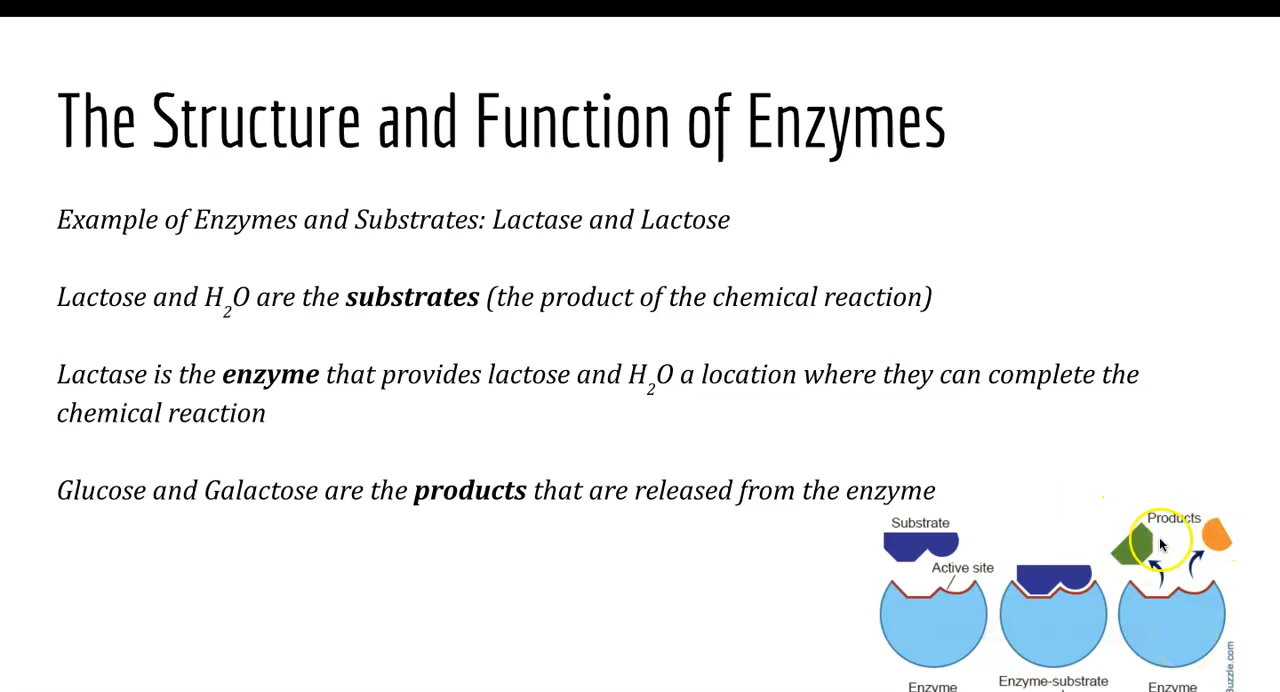 The Structure and Function of Enzymes
Example of Enzymes and Substrates: Lactase and Lactose
Lactose and H₂O are the substrates (the product of the chemical reaction)
Lactase is the enzyme that provides lactose and H₂O a location where they can complete the
chemical reaction
Glucose and Galactose are the products that are released from the enzyme
Substrate
Products
Active site
Enzyme
Enzyme-substrate
Enzyme
Buzzle.com